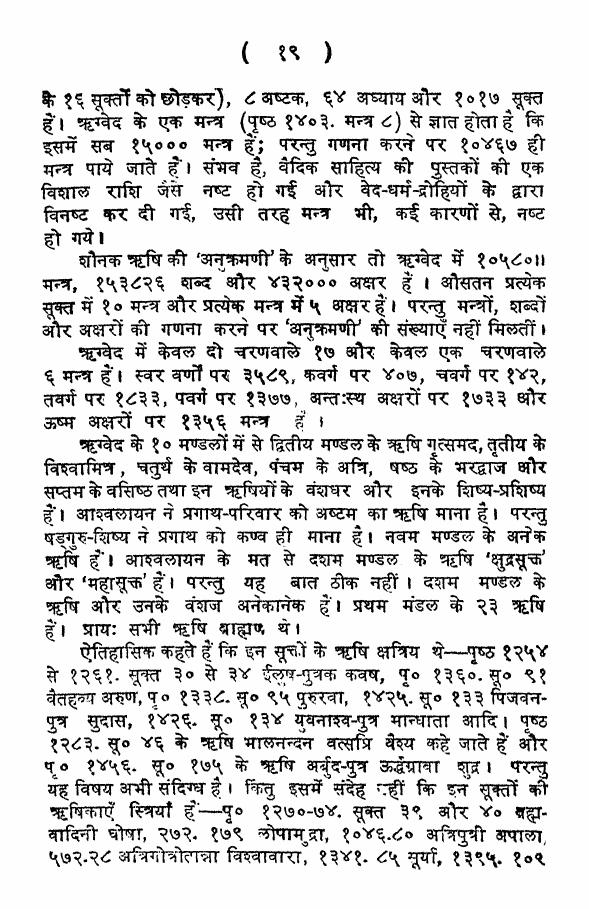 ( १९ )
के १६ सूक्तों को छोड़कर), ८ अष्टक, ६४ अध्याय और १०१७ सूक्त
हैं। ऋग्वेद के एक मन्त्र (पृष्ठ १४०३. मन्त्र ८) से ज्ञात होता है कि
इसमें सब १५००० मन्त्र हैं; परन्तु गणना करने पर १०४६७ ही
मन्त्र पाये जाते हैं। संभव है, वैदिक साहित्य की पुस्तकों की एक
विशाल राशि जैसे नष्ट हो गई और वेद-धर्म-द्रोहियों के द्वारा
विनष्ट कर दी गई, उसी तरह मन्त्र भी, कई कारणों से, नष्ट
हो गये।
शौनक ऋषि की 'अनुक्रमणी' के अनुसार तो ऋग्वेद में १०५८०॥
मन्त्र, १५३८२६ शब्द और ४३२००० अक्षर हैं । औसतन प्रत्येक
सूक्त में १० मन्त्र और प्रत्येक मन्त्र में ५ अक्षर हैं। परन्तु मन्त्रों, शब्दों
और अक्षरों की गणना करने पर 'अनुक्रमणी' की संख्याएँ नहीं मिलतीं।
ऋग्वेद में केवल दो चरणवाले १७ और केवल एक चरणवाले
६ मन्त्र हैं। स्वर वर्णों पर ३५८९, कवर्ग पर ४०७, चवर्ग पर १४२,
तवर्ग पर १८३३, पवर्ग पर १३७७, अन्तःस्थ अक्षरों पर १७३३ और
ऊष्म अक्षरों पर १३५६ मन्त्र हैं ।
ऋग्वेद के १० मण्डलों में से द्वितीय मण्डल के ऋषि गृत्समद, तृतीय के
विश्वामित्र, चतुर्थ के वामदेव, पंचम के अत्रि, षष्ठ के भरद्वाज और
सप्तम के वसिष्ठ तथा इन ऋषियों के वंशधर और इनके शिष्य-प्रशिष्य
हैं। आश्वलायन ने प्रगाथ-परिवार को अष्टम का ऋषि माना है। परन्तु
षड्गुरु-शिष्य ने प्रगाथ को कण्व ही माना है। नवम मण्डल के अनेक
ऋषि हैं। आश्वलायन के मत से दशम मण्डल के ऋषि 'क्षुद्रसूक्त'
और 'महासूक्त' हैं। परन्तु यह बात ठीक नहीं। दशम मण्डल के
ऋषि और उनके वंशज अनेकानेक हैं। प्रथम मंडल के २३ ऋषि
हैं। प्रायः सभी ऋषि ब्राह्मण थे।
ऐतिहासिक कहते हैं कि इन सूक्तों के ऋषि क्षत्रिय थे—पृष्ठ १२५४
से १२६१. सूक्त ३० से ३४ ईलुष-पुत्रक कवष, पृ० १३६०. सू० ९१
वैतहव्य अरुण, पृ० १३३८. सू० ९५ पुरुरवा, १४२५. सू० १३३ पिजवन-
पुत्र सुदास, १४२६. सू० १३४ युवनाश्व-पुत्र मान्धाता आदि। पृष्ठ
१२८३. सू० ४६ के ऋषि भालनन्दन वत्सप्रि वैश्य कहे जाते हैं और
पृ० १४५६. सू० १७५ के ऋषि अर्बुद-पुत्र ऊर्द्ध्वग्रावा शूद्र। परन्तु
यह विषय अभी संदिग्ध है। किंतु इसमें संदेह नहीं कि इन सूक्तों की
ऋषिकाएँ स्त्रियाँ हैं—पृ० १२७०-७४. सूक्त ३९ और ४० ब्रह्म-
वादिनी घोषा, २७२. १७९ लोपामुद्रा, १०४६.८० अत्रिपुत्री अपाला,
५७२.२८ अत्रिगोत्रोत्पन्ना विश्ववारा, १३४१. ८५ सूर्या, १३९५. १०९